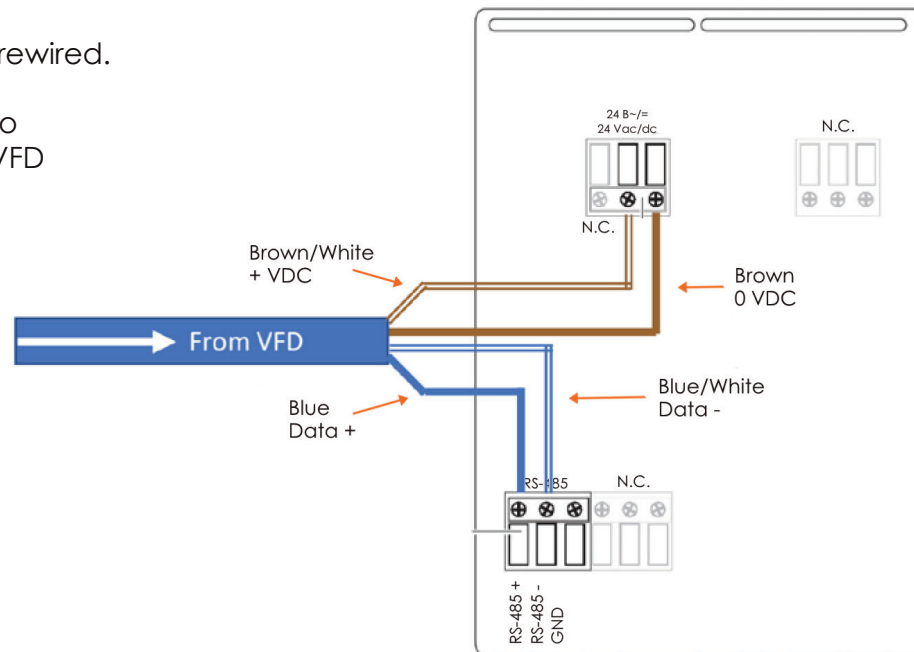 rewired.
o
VFD
24 B~/=
24 Vac/dc
N.C.
N.C.
Brown/White
+ VDC
Brown
0 VDC
From VFD
Blue/White
Data -
Blue
Data +
RS-485
N.C.
RS-485 +
RS-485 -
GND